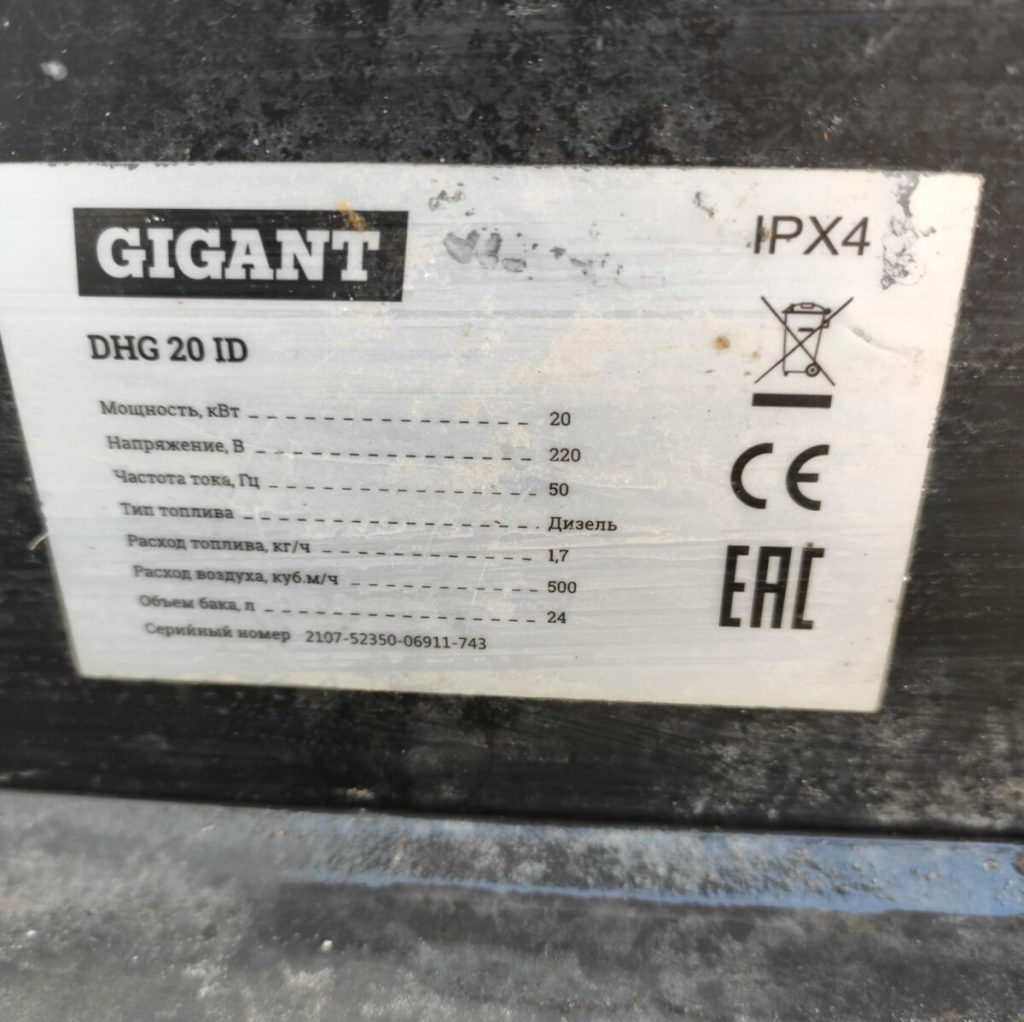 GIGANT
IPX4
DHG 20 ID
Мощность, кВт 20
Напряжение, В 220
Частота тока, Гц 50
Тип топлива Дизель
Расход топлива, кг/ч 1,7
Расход воздуха, куб.м/ч 500
Объем бака, л 24
Серийный номер 2107-52350-06911-743
CE
EAC